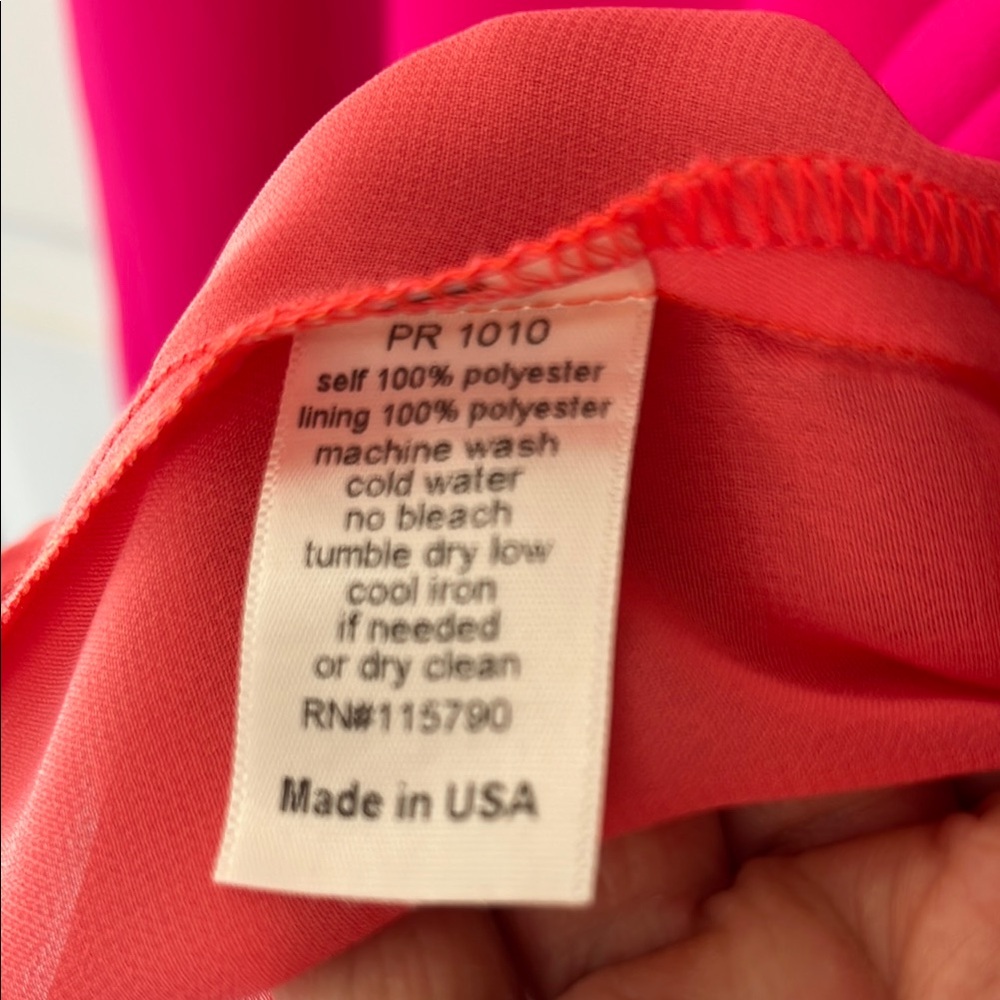 PR 1010
self 100% polyester
lining 100% polyester
machine wash
cold water
no bleach
tumble dry low
cool iron
if needed
or dry clean
RN#115790
Made in USA